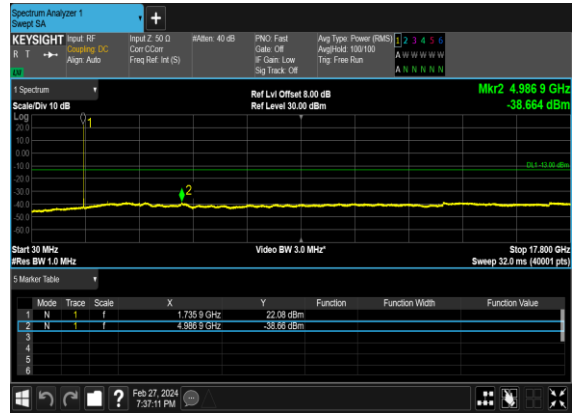 Spectrum Analyzer 1
Swept SA
+
KEYSIGHT Input: RF Input Z: 50 Ω #Atten: 40 dB PNO: Fast Avg Type: Power (RMS) 1 2 3 4 5 6
R T Coupling: DC Corr CCorr Gate: Off Avg|Hold: 100/100 A W W W W W
Align: Auto Freq Ref: Int (S) IF Gain: Low Trig: Free Run
LW Sig Track: Off A N N N N N
1 Spectrum Ref Lvl Offset 8.00 dB Mkr2 4.986 9 GHz
Scale/Div 10 dB Ref Level 30.00 dBm -38.664 dBm
Log
20.0
10.0
0.00
-10.0
-20.0
-30.0
-40.0
-50.0
-60.0
1
DL1 -13.00 dBm
2
Start 30 MHz Video BW 3.0 MHz* Stop 17.800 GHz
#Res BW 1.0 MHz Sweep 32.0 ms (40001 pts)
5 Marker Table
Mode Trace Scale X Y Function Function Width Function Value
1 N 1 f 1.735 9 GHz 22.08 dBm
2 N 1 f 4.986 9 GHz -38.66 dBm
3
4
5
6
? Feb 27, 2024
7:37:11 PM